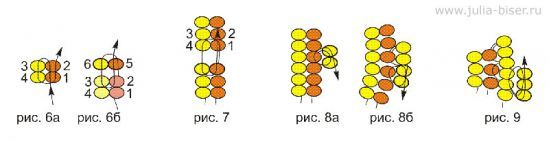 www.julia-biser.ru
3 2
4 1
6 5
3 2
4 1
3 2
4 1
рис. 6а
рис. 6б
рис. 7
рис. 8а
рис. 8б
рис. 9